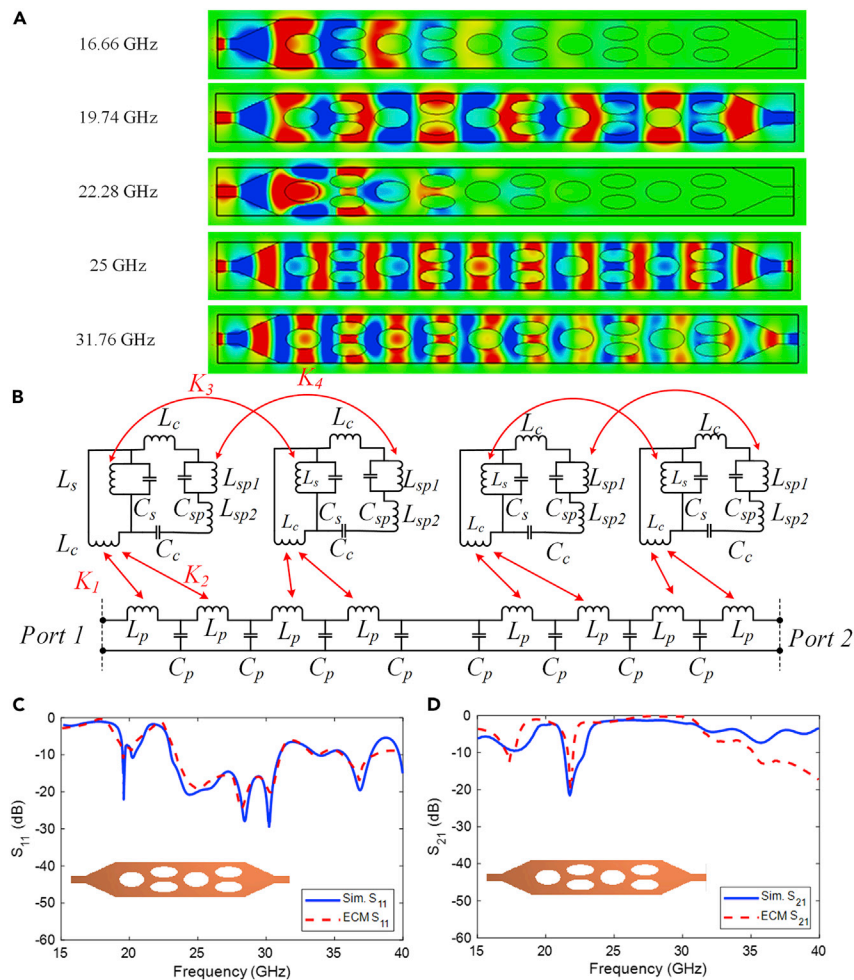 A
16.66 GHz
19.74 GHz
22.28 GHz
25 GHz
31.76 GHz
B
K3 K4
Lc Lc Lc Lc
Ls Lsp1 Ls Lsp1 Ls Lsp1 Ls Lsp1
Cs Csp Lsp2 Cs Csp Lsp2 Cs Csp Lsp2 Cs Csp Lsp2
Lc Cc Lc Cc Lc Cc Lc Cc
K1 K2
Port 1 Lp Lp Lp Lp Lp Lp Lp Lp Port 2
Cp Cp Cp Cp Cp Cp Cp Cp
C
0
-10
-20
-30
-40
-50
-60
S11 (dB)
15 20 25 30 35 40
Frequency (GHz)
Sim. S11
ECM S11
D
0
-10
-20
-30
-40
-50
-60
S21 (dB)
15 20 25 30 35 40
Frequency (GHz)
Sim. S21
ECM S21